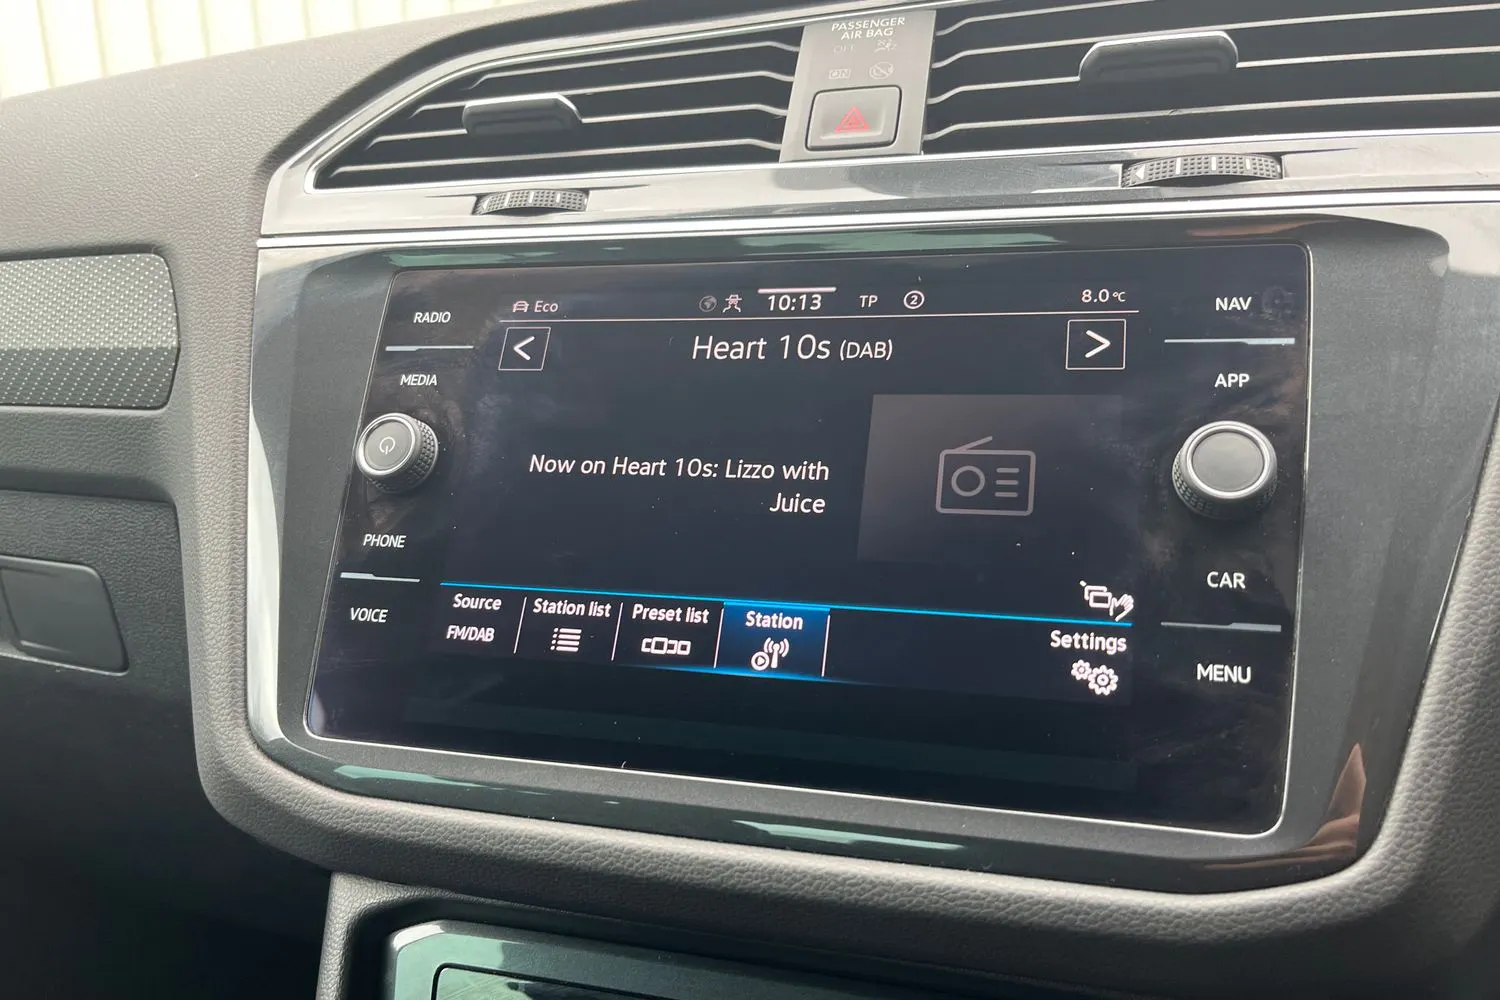 PASSENGER
AIR BAG
OFF
ON
RADIO
MEDIA
PHONE
VOICE
Eco
10:13
TP
2
8.0°C
Heart 10s (DAB)
Now on Heart 10s: Lizzo with
Juice
Source
FM/DAB
Station list
Preset list
Station
Settings
NAV
APP
CAR
MENU